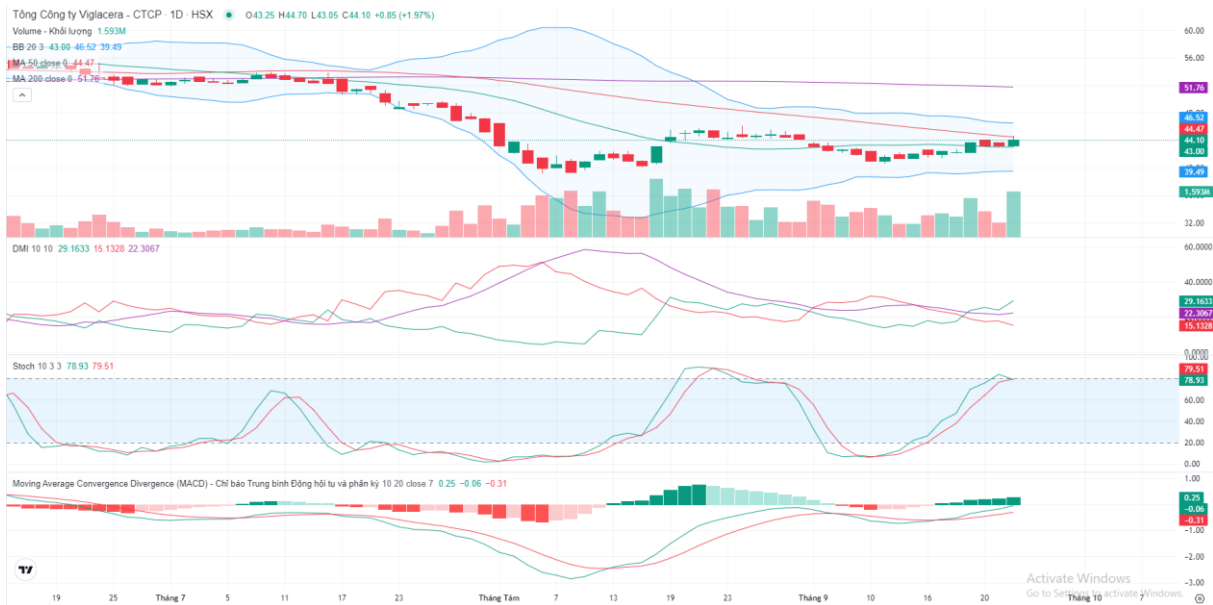 Tổng Công ty Viglacera - CTCP · 1D · HSX O43.25 H44.70 L43.05 C44.10 +0.85 (+1.97%)
Volume - Khối lượng 1.593M
BB 20 3 43.00 46.52 39.49
MA 50 close 0 44.47
MA 200 close 0 51.76
60.00
56.00
51.76
46.52
44.47
44.10
43.00
39.49
1.593M
32.00
DMI 10 10 29.1633 15.1328 22.3067
60.0000
40.0000
29.1633
22.3067
15.1328
0.0000
Stoch 10 3 3 78.93 79.51
100.00
79.51
78.93
60.00
40.00
20.00
0.00
Moving Average Convergence Divergence (MACD) - Chỉ báo Trung bình Động hội tụ và phân kỳ 10 20 close 7 0.25 −0.06 −0.31
1.00
0.25
−0.06
−0.31
−1.00
−2.00
−3.00
Activate Windows
Go to Settings to activate Windows.
19 25 Tháng 7 5 11 17 23 Tháng Tám 7 13 19 23 Tháng 9 10 16 20 Tháng 10 7